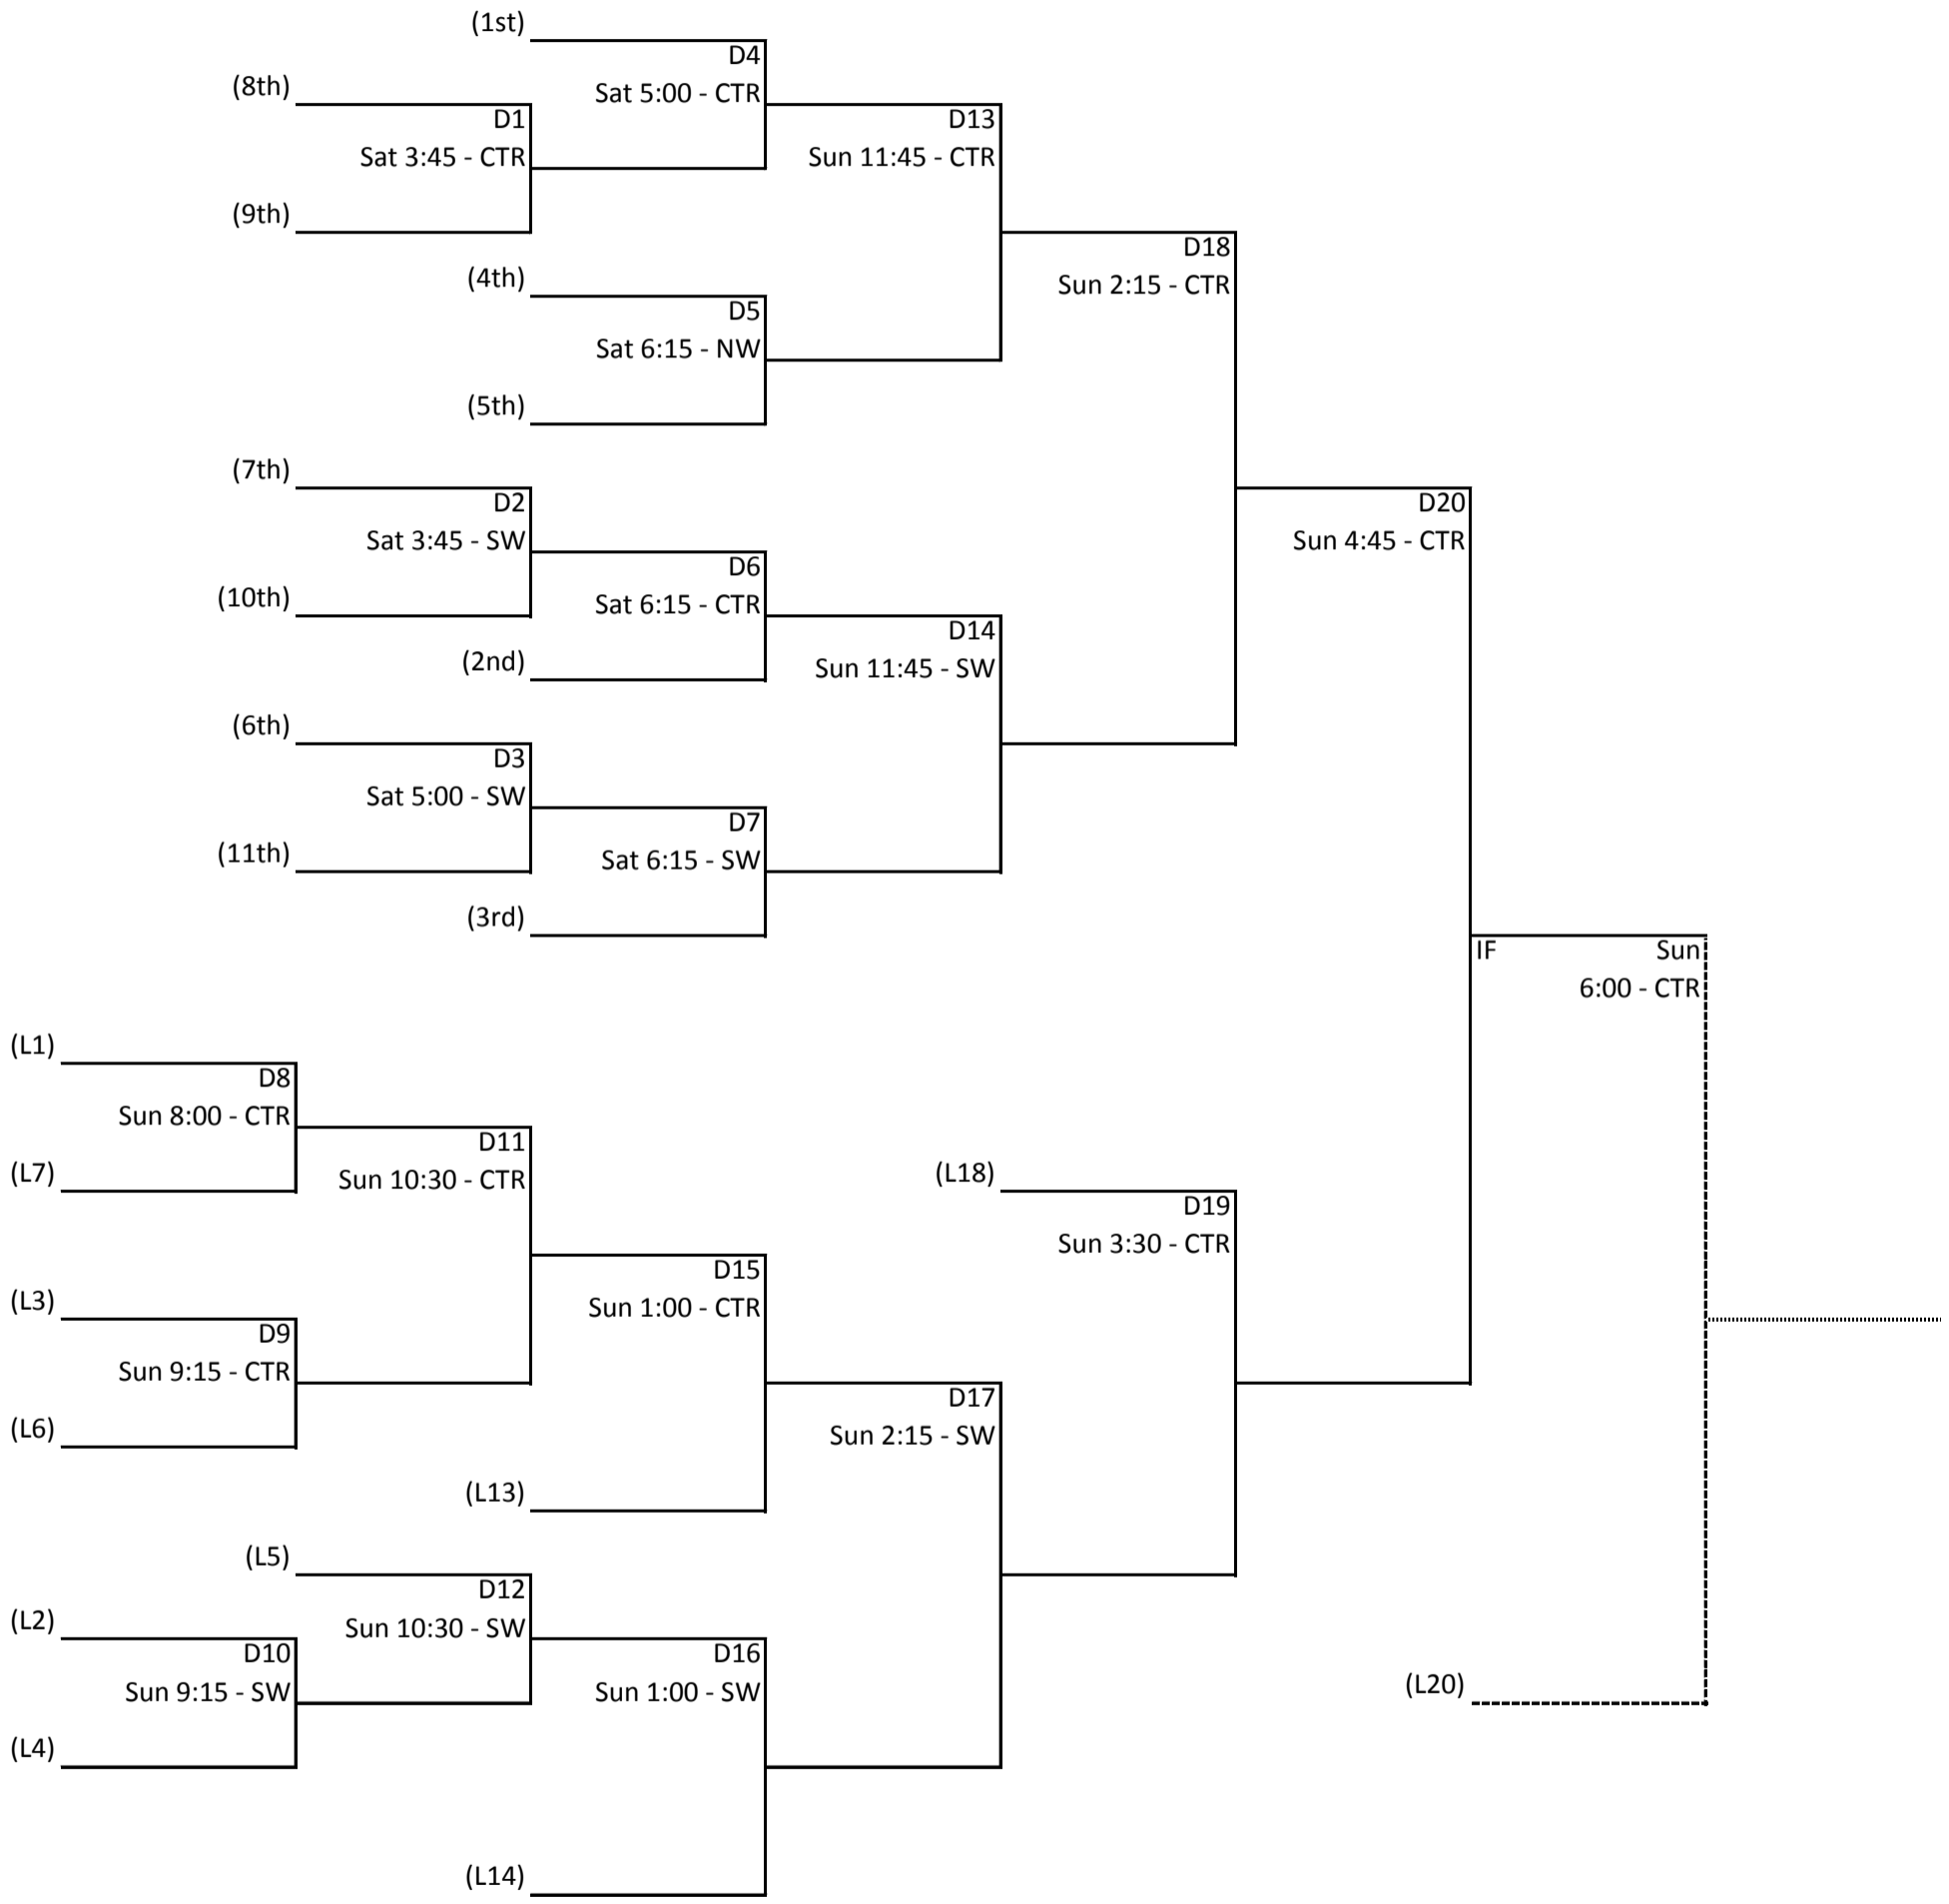 (1st)
D4
Sat 5:00 - CTR
(8th)
D1
Sat 3:45 - CTR
(9th)
D13
Sun 11:45 - CTR
(4th)
D5
Sat 6:15 - NW
(5th)
D18
Sun 2:15 - CTR
(7th)
D2
Sat 3:45 - SW
(10th)
D6
Sat 6:15 - CTR
(2nd)
D14
Sun 11:45 - SW
(6th)
D3
Sat 5:00 - SW
(11th)
D7
Sat 6:15 - SW
(3rd)
D20
Sun 4:45 - CTR
IF Sun
6:00 - CTR
(L1)
D8
Sun 8:00 - CTR
(L7)
D11
Sun 10:30 - CTR
(L3)
D9
Sun 9:15 - CTR
(L6)
D15
Sun 1:00 - CTR
(L13)
(L18)
D19
Sun 3:30 - CTR
D17
Sun 2:15 - SW
(L5)
D12
Sun 10:30 - SW
(L2)
D10
Sun 9:15 - SW
(L4)
D16
Sun 1:00 - SW
(L14)
(L20)